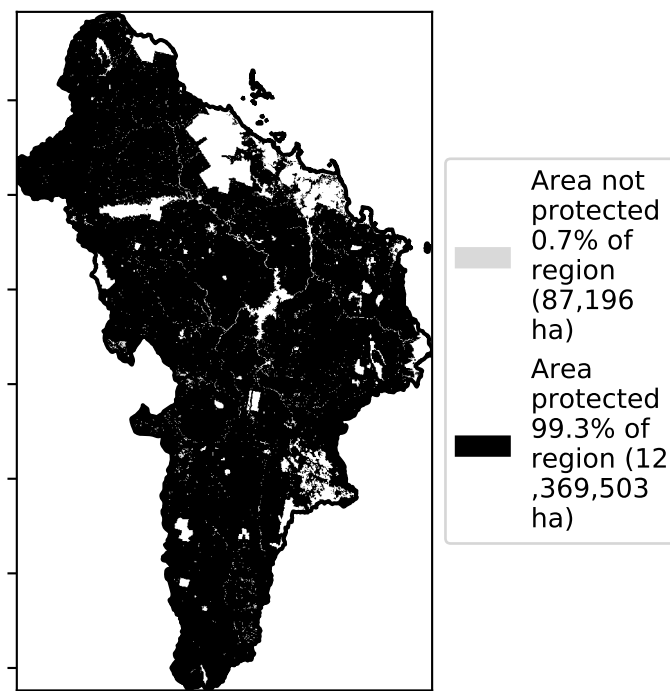 Area not
protected
0.7% of
region
(87,196
ha)
Area
protected
99.3% of
region (12
,369,503
ha)